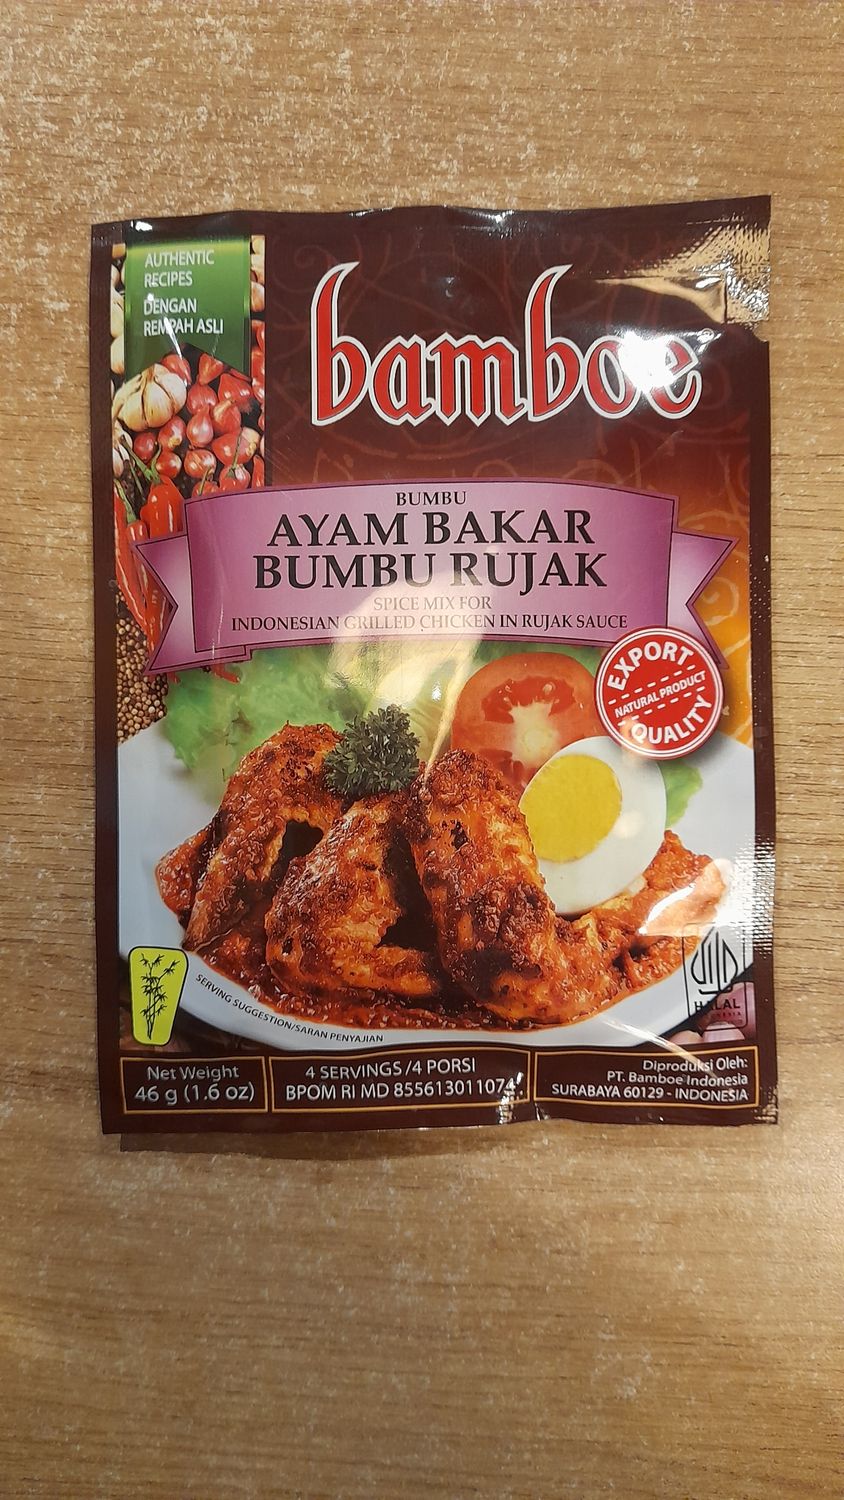 AUTHENTIC
RECIPES
DENGAN
REMPAH ASLI
bamboe
BUMBU
AYAM BAKAR
BUMBU RUJAK
SPICE MIX FOR
INDONESIAN GRILLED CHICKEN IN RUJAK SAUCE
EXPORT
NATURAL PRODUCT
QUALITY
SERVING SUGGESTION/SARAN PENYAJIAN
HALAL
INDONESIA
Net Weight
46 g (1.6 oz)
4 SERVINGS /4 PORSI
BPOM RI MD
Diproduksi Oleh:
PT. Bamboe Indonesia
SURABAYA 60129 - INDONESIA